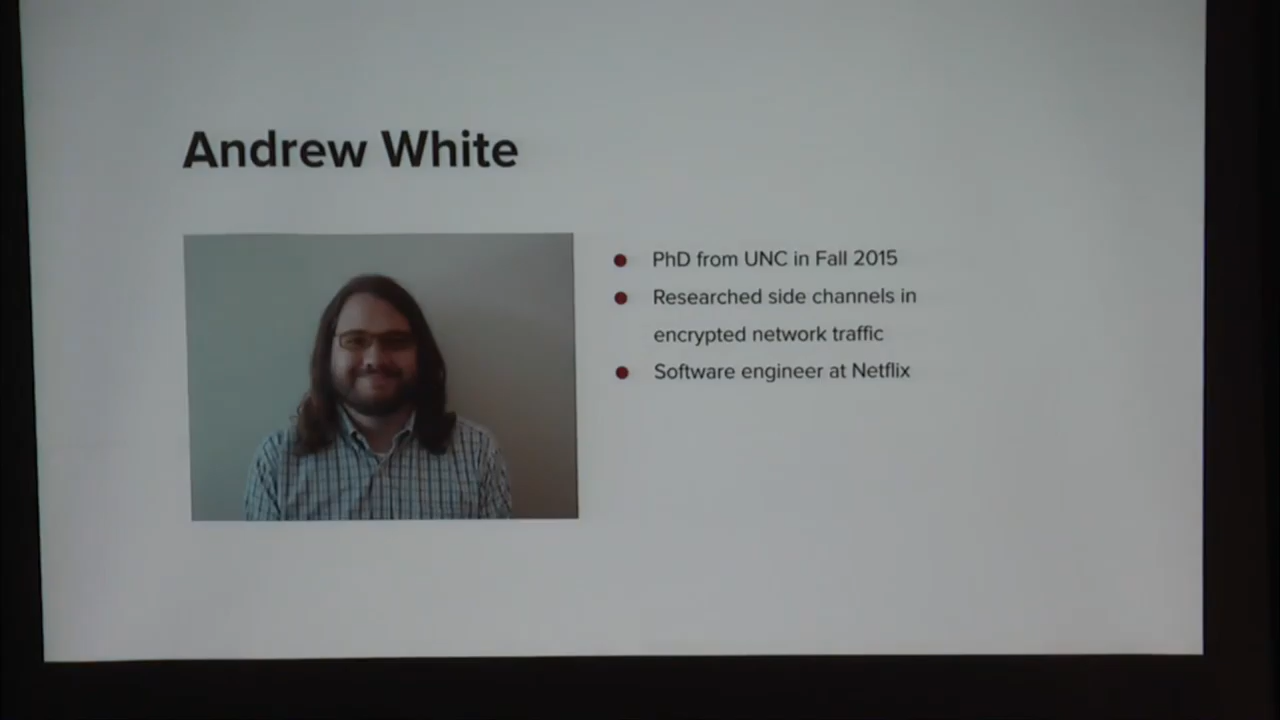 Andrew White
PhD from UNC in Fall 2015
Researched side channels in
encrypted network traffic
Software engineer at Netflix